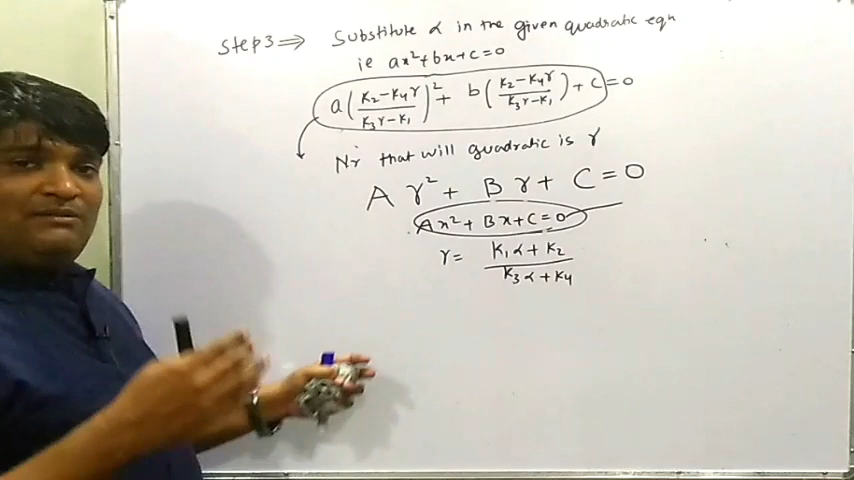 Step3⟹ Substitute α in the given quadratic eqn
ie ax²+bx+c=0
a(K₂-K₄γ/K₃γ-K₁)²+ b(K₂-K₄γ/K₃γ-K₁)+c=0
Nr that will quadratic is γ
Aγ²+ Bγ+ C=0
Ax²+Bx+C=0
γ= K₁α+K₂/K₃α+K₄